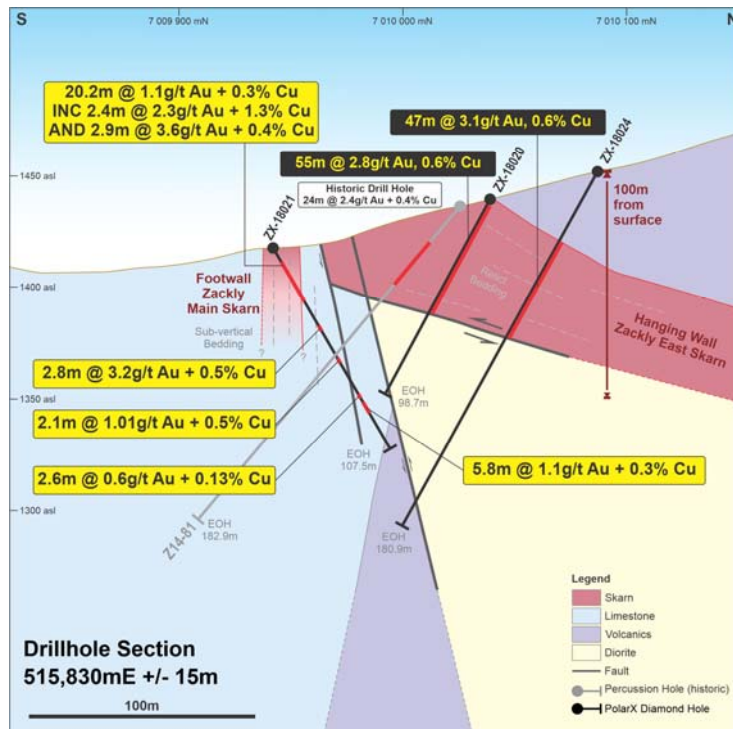 S
7 009 900 mN
7 010 000 mN
7 010 100 mN
N
20.2m @ 1.1g/t Au + 0.3% Cu
INC 2.4m @ 2.3g/t Au + 1.3% Cu
AND 2.9m @ 3.6g/t Au + 0.4% Cu
47m @ 3.1g/t Au, 0.6% Cu
ZX-18024
55m @ 2.8g/t Au, 0.6% Cu
ZX-18020
1450 asl
Historic Drill Hole
24m @ 2.4g/t Au + 0.4% Cu
100m
from
surface
ZX-18021
1400 asl
Footwall
Zackly
Main Skarn
Sub-vertical
Bedding
?
?
Relict
Bedding
Hanging Wall
Zackly East Skarn
2.8m @ 3.2g/t Au + 0.5% Cu
1350 asl
EOH
98.7m
2.1m @ 1.01g/t Au + 0.5% Cu
EOH
107.5m
2.6m @ 0.6g/t Au + 0.13% Cu
5.8m @ 1.1g/t Au + 0.3% Cu
1300 asl
Z14-81
EOH
182.9m
EOH
180.9m
Legend
Skarn
Limestone
Volcanics
Diorite
Fault
Percussion Hole (historic)
PolarX Diamond Hole
Drillhole Section
515,830mE +/- 15m
100m